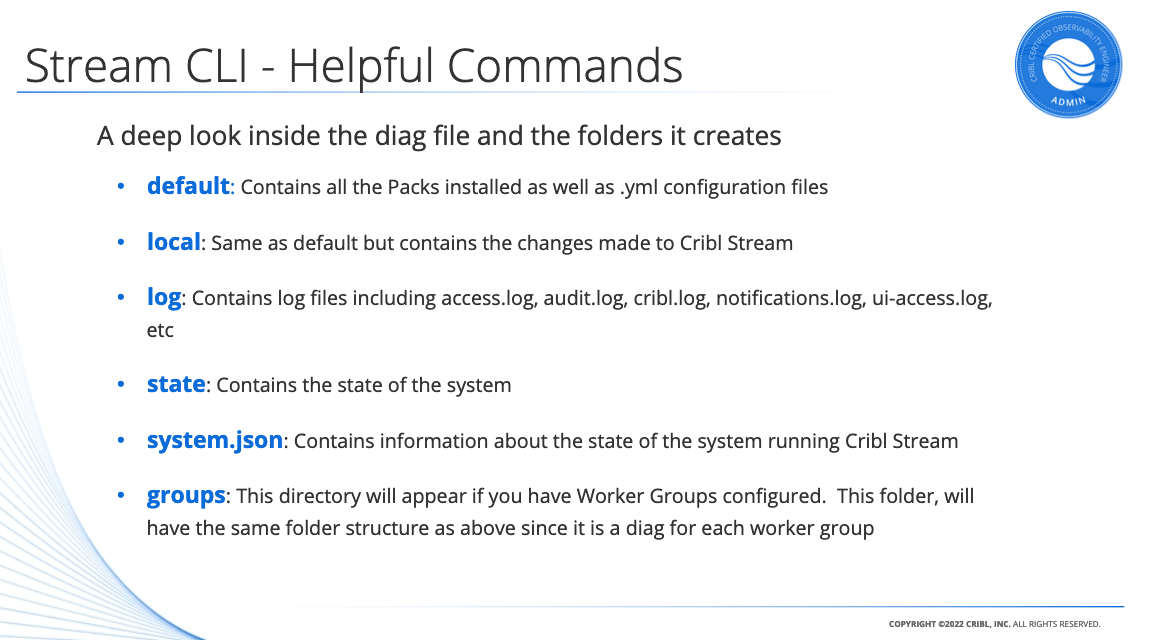 Stream CLI - Helpful Commands
CRIBL CERTIFIED OBSERVABILITY ENGINEER
ADMIN
A deep look inside the diag file and the folders it creates
• default: Contains all the Packs installed as well as .yml configuration files
• local: Same as default but contains the changes made to Cribl Stream
• log: Contains log files including access.log, audit.log, cribl.log, notifications.log, ui-access.log,
etc
• state: Contains the state of the system
• system.json: Contains information about the state of the system running Cribl Stream
• groups: This directory will appear if you have Worker Groups configured.  This folder, will
have the same folder structure as above since it is a diag for each worker group
COPYRIGHT ©2022 CRIBL, INC. ALL RIGHTS RESERVED.